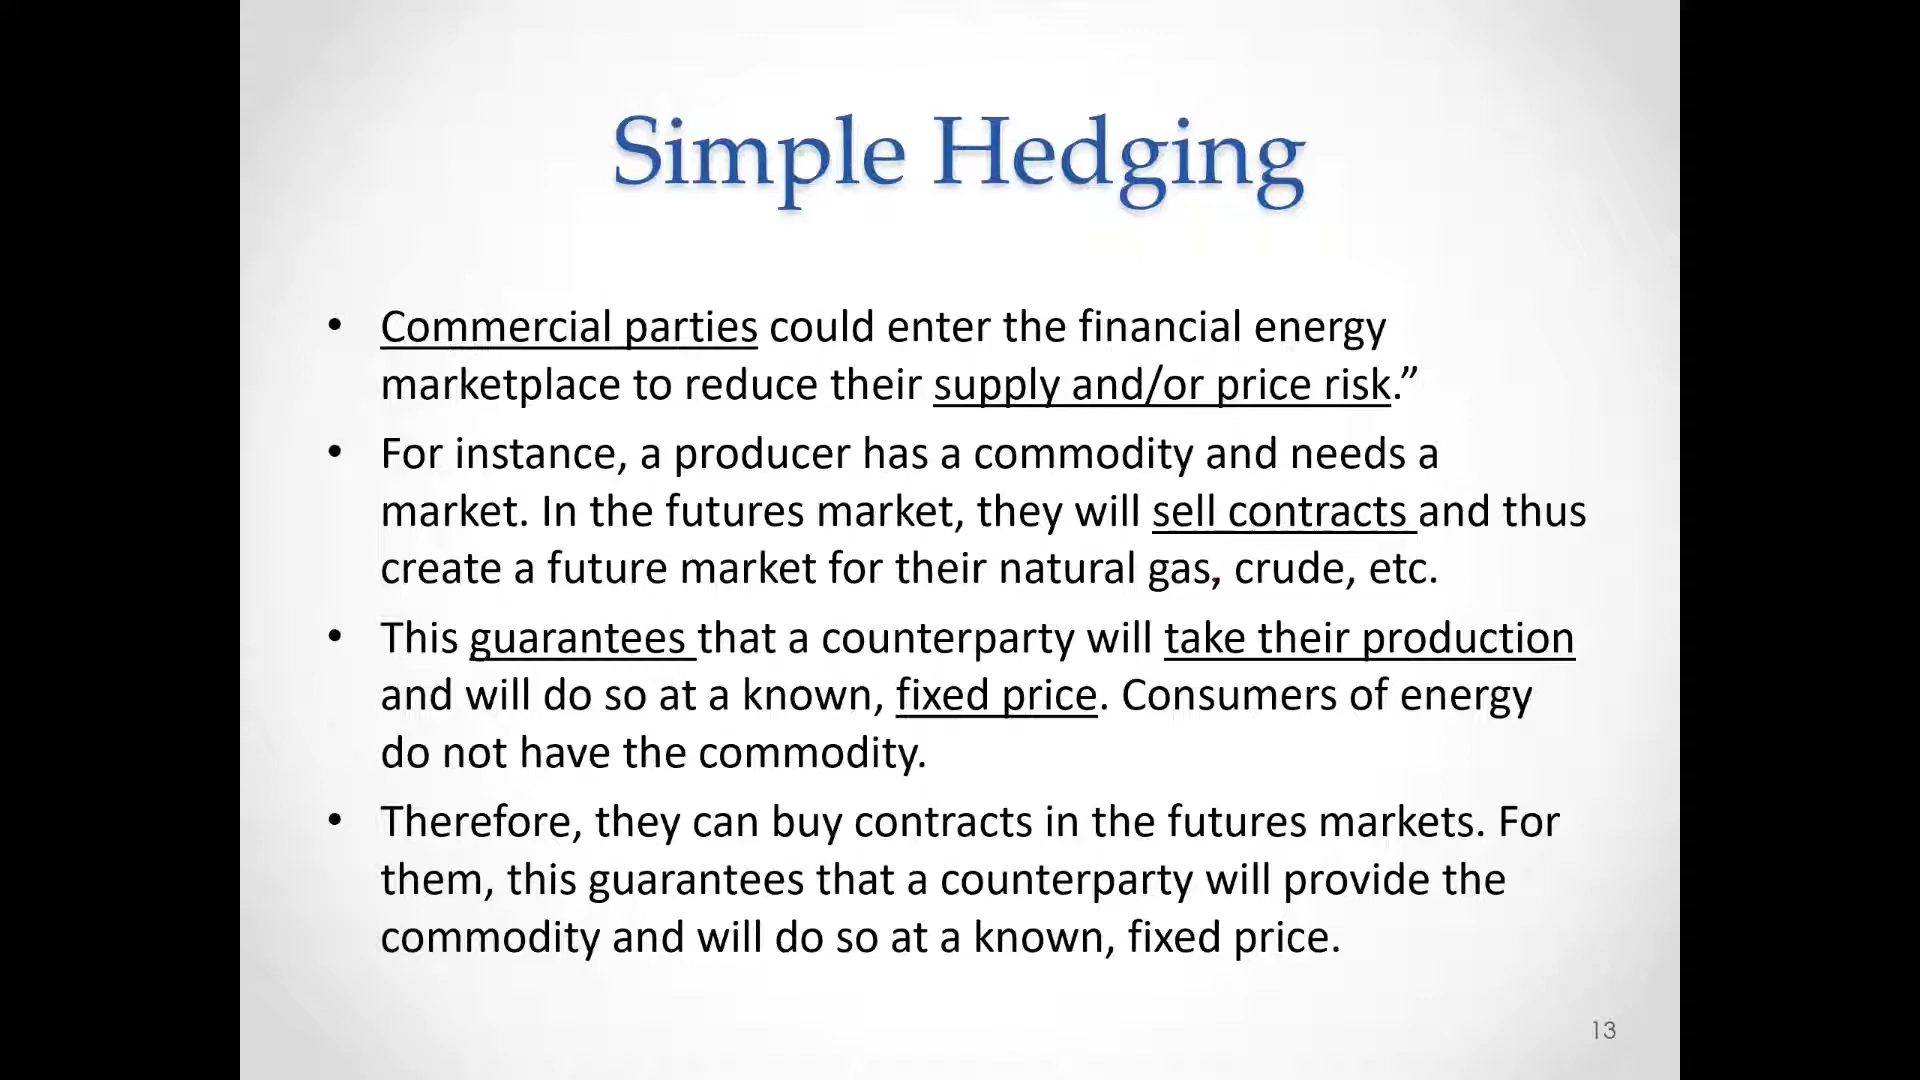 Simple Hedging
• Commercial parties could enter the financial energy
marketplace to reduce their supply and/or price risk.”
• For instance, a producer has a commodity and needs a
market. In the futures market, they will sell contracts and thus
create a future market for their natural gas, crude, etc.
• This guarantees that a counterparty will take their production
and will do so at a known, fixed price. Consumers of energy
do not have the commodity.
• Therefore, they can buy contracts in the futures markets. For
them, this guarantees that a counterparty will provide the
commodity and will do so at a known, fixed price.
13